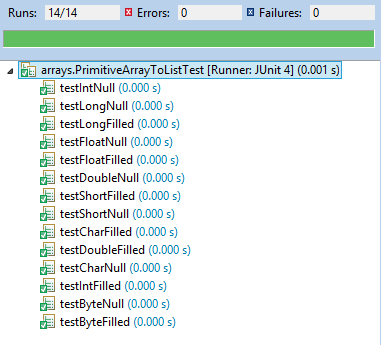 Runs: 14/14 Errors: 0 Failures: 0
arrays.PrimitiveArrayToListTest [Runner: JUnit 4] (0.001 s)
testIntNull (0.000 s)
testLongNull (0.000 s)
testLongFilled (0.000 s)
testFloatNull (0.000 s)
testFloatFilled (0.000 s)
testDoubleNull (0.000 s)
testShortFilled (0.000 s)
testShortNull (0.000 s)
testCharFilled (0.000 s)
testDoubleFilled (0.000 s)
testCharNull (0.000 s)
testIntFilled (0.000 s)
testByteNull (0.000 s)
testByteFilled (0.000 s)